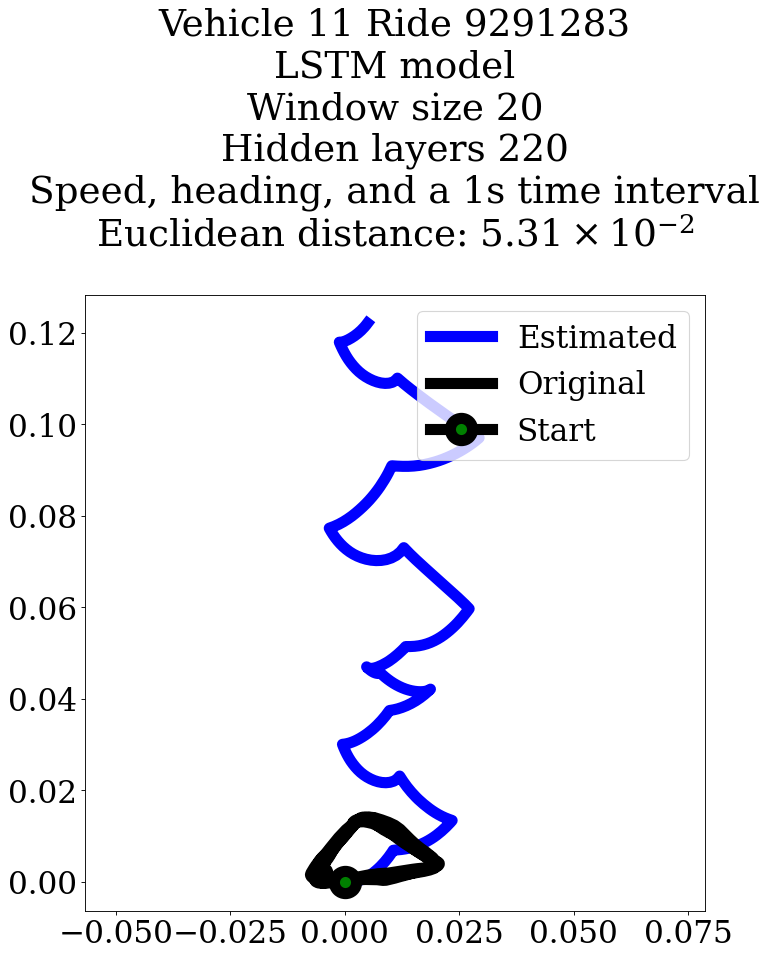 Vehicle 11 Ride 9291283
LSTM model
Window size 20
Hidden layers 220
Speed, heading, and a 1s time interval
Euclidean distance: 5.31 × 10⁻²
Estimated
Original
Start
0.12
0.10
0.08
0.06
0.04
0.02
0.00
−0.050 −0.025 0.000 0.025 0.050 0.075